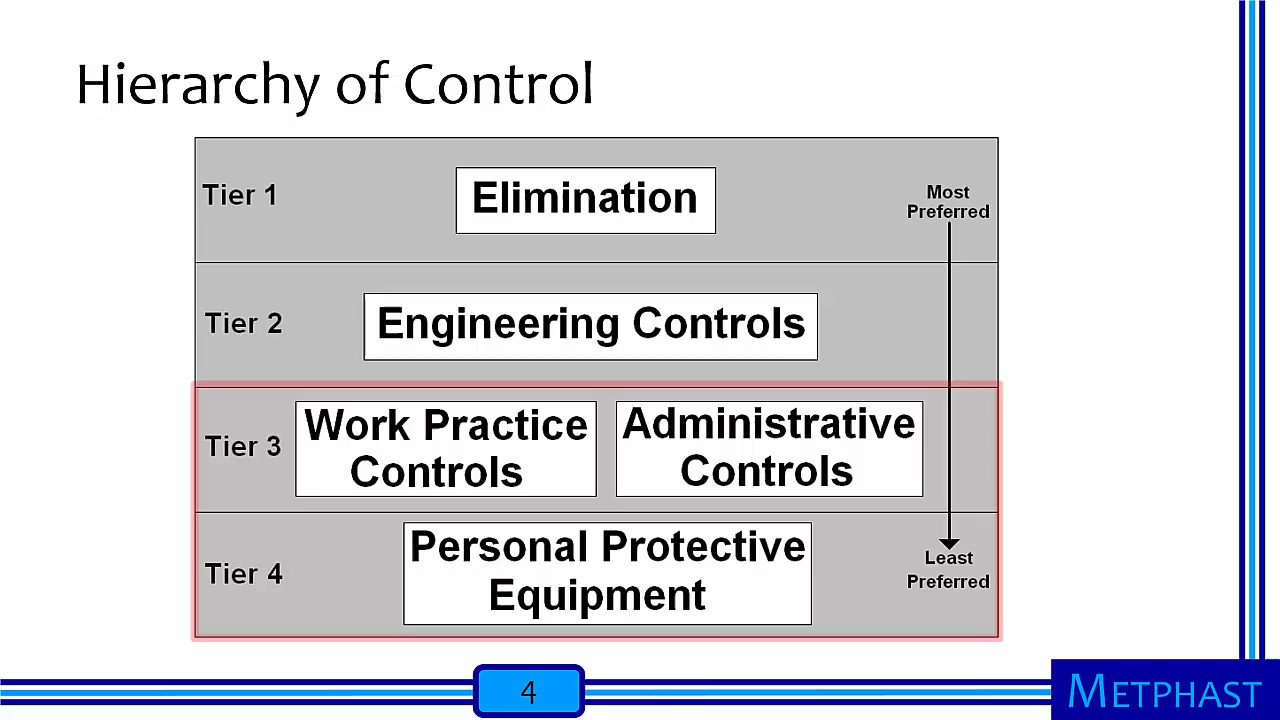 Hierarchy of Control
Tier 1
Elimination
Most
Preferred
Tier 2
Engineering Controls
Tier 3
Work Practice
Controls
Administrative
Controls
Tier 4
Personal Protective
Equipment
Least
Preferred
4
METPHAST